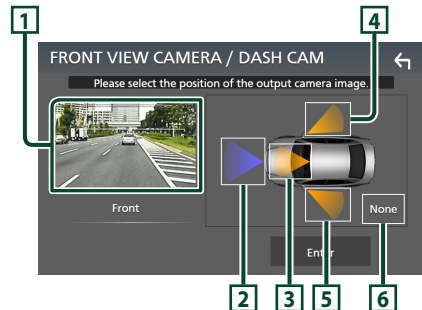 1
4
FRONT VIEW CAMERA / DASH CAM
Please select the position of the output camera image.
Front
None
Enter
2
3
5
6